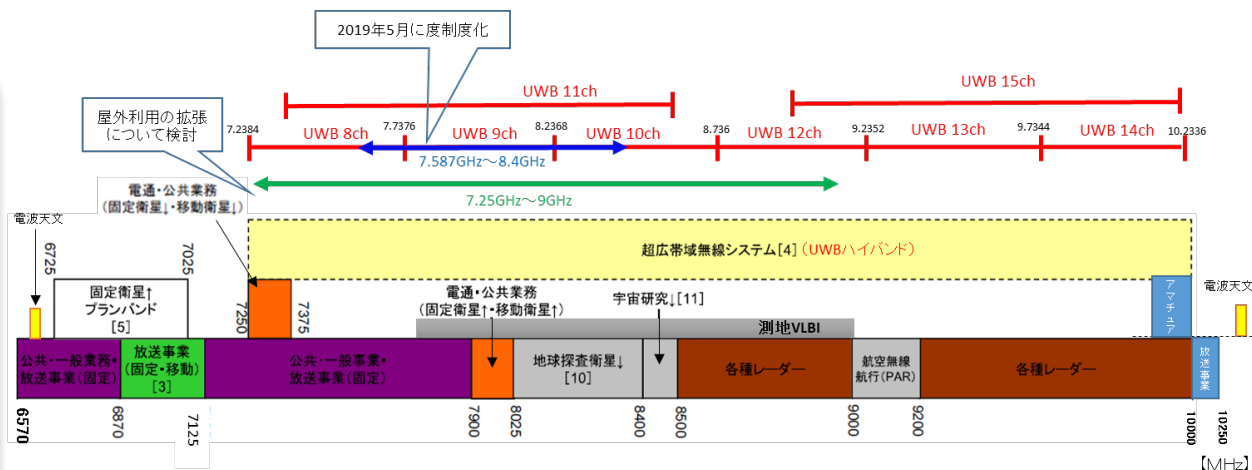 2019年5月に度制度化
UWB 11ch
UWB 15ch
屋外利用の拡張
について検討
7.2384
UWB 8ch
7.7376
UWB 9ch
8.2368
UWB 10ch
8.736
UWB 12ch
9.2352
UWB 13ch
9.7344
UWB 14ch
10.2336
7.587GHz~8.4GHz
7.25GHz~9GHz
電通・公共業務
(固定衛星↓・移動衛星↓)
電波天文
6725
7025
超広帯域無線システム[4](UWBハイバンド)
固定衛星↑
プランバンド
[5]
7250
7375
電通・公共業務
(固定衛星↑・移動衛星↑)
宇宙研究↓[11]
測地VLBI
アマチュア
電波天文
公共・一般業務・
放送事業(固定)
放送事業
(固定・移動)
[3]
公共・一般事業・
放送事業(固定)
地球探査衛星↓
[10]
各種レーダー
航空無線
航行(PAR)
各種レーダー
放送事業
6570
6870
7125
7900
8025
8400
8500
9000
9200
10000
10250
【MHz】